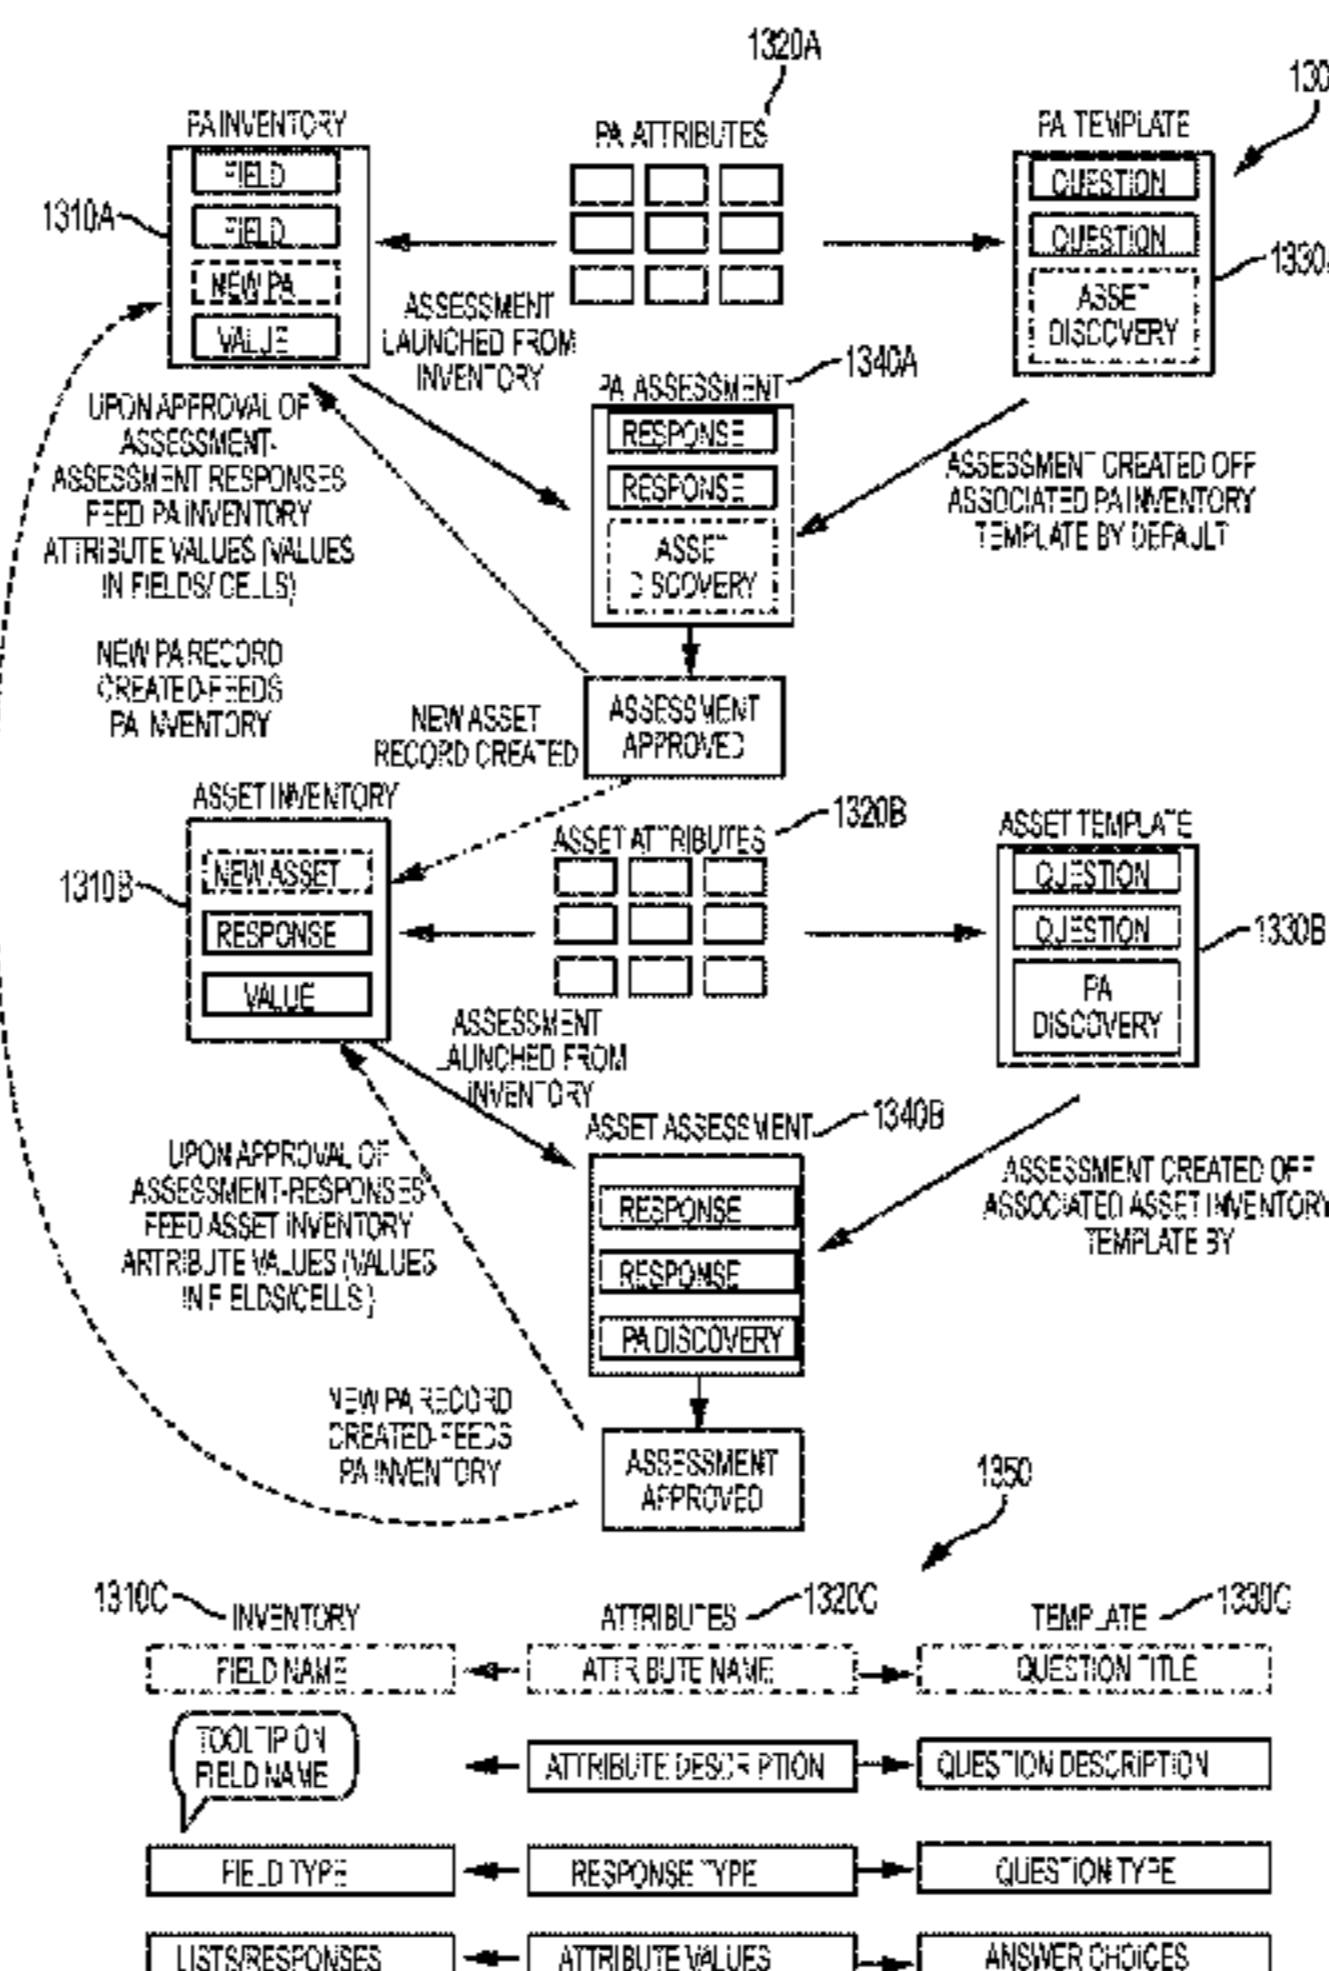 1320A
130
PA INVENTORY
PA ATTRIBUTES
PA TEMPLATE
FIELD
QUESTION
1310A
FIELD
QUESTION
1330
NEW PA
ASSET
DISCOVERY
VALUE
ASSESSMENT
LAUNCHED FROM
INVENTORY
1340A
PA ASSESSMENT
UPON APPROVAL OF
ASSESSMENT-
ASSESSMENT RESPONSES
FEED PA INVENTORY
ATTRIBUTE VALUES (VALUES
IN FIELDS/ CELLS)
RESPONSE
RESPONSE
ASSET
DISCOVERY
ASSESSMENT CREATED OFF
ASSOCIATED PA INVENTORY
TEMPLATE BY DEFAULT
NEW PA RECORD
CREATED-FEEDS
PA INVENTORY
NEW ASSET
RECORD CREATED
ASSESSMENT
APPROVED
ASSET INVENTORY
1320B
ASSET ATTRIBUTES
ASSET TEMPLATE
NEW ASSET
QUESTION
1310B
RESPONSE
QUESTION
1330B
VALUE
PA
DISCOVERY
ASSESSMENT
LAUNCHED FROM
INVENTORY
1340B
ASSET ASSESSMENT
UPON APPROVAL OF
ASSESSMENT-RESPONSES
FEED ASSET INVENTORY
ARTRIBUTE VALUES (VALUES
IN FIELDS/CELLS)
RESPONSE
RESPONSE
PA DISCOVERY
ASSESSMENT CREATED OFF
ASSOCIATED ASSET INVENTORY
TEMPLATE BY
NEW PA RECORD
CREATED-FEEDS
PA INVENTORY
ASSESSMENT
APPROVED
1350
1310C
INVENTORY
ATTRIBUTES
1320C
TEMPLATE
1330C
FIELD NAME
ATTRIBUTE NAME
QUESTION TITLE
TOOLTIP ON
FIELD NAME
ATTRIBUTE DESCRIPTION
QUESTION DESCRIPTION
FIELD TYPE
RESPONSE TYPE
QUESTION TYPE
LISTS/RESPONSES
ATTRIBUTE VALUES
ANSWER CHOICES